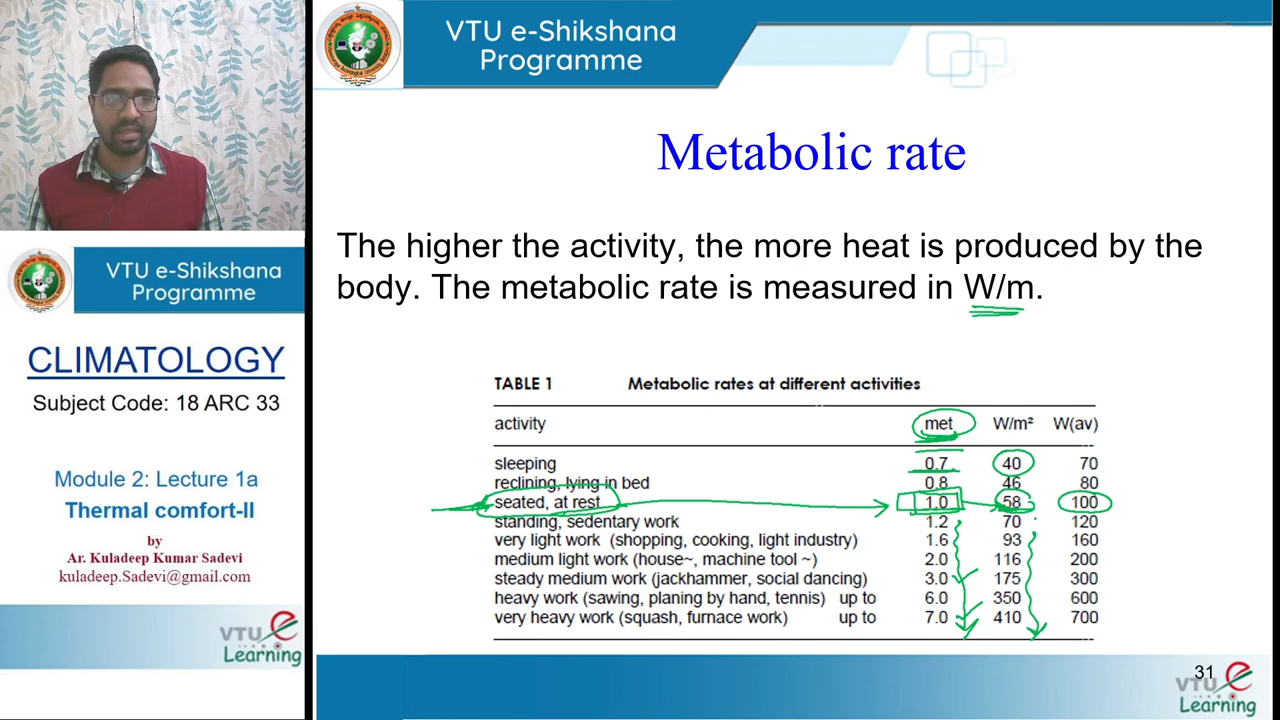 VTU e-Shikshana
Programme
VTU e-Shikshana
Programme
CLIMATOLOGY
Subject Code: 18 ARC 33
Module 2: Lecture 1a
Thermal comfort-II
by
Ar. Kuladeep Kumar Sadevi
kuladeep.Sadevi@gmail.com
VTU e
Learning
Metabolic rate
The higher the activity, the more heat is produced by the
body. The metabolic rate is measured in W/m.
TABLE 1 Metabolic rates at different activities
activity met W/m² W(av)
sleeping 0.7 40 70
reclining, lying in bed 0.8 46 80
seated, at rest 1.0 58 100
standing, sedentary work 1.2 70 120
very light work (shopping, cooking, light industry) 1.6 93 160
medium light work (house~, machine tool ~) 2.0 116 200
steady medium work (jackhammer, social dancing) 3.0 175 300
heavy work (sawing, planing by hand, tennis) up to 6.0 350 600
very heavy work (squash, furnace work) up to 7.0 410 700
31
VTU e
Learning